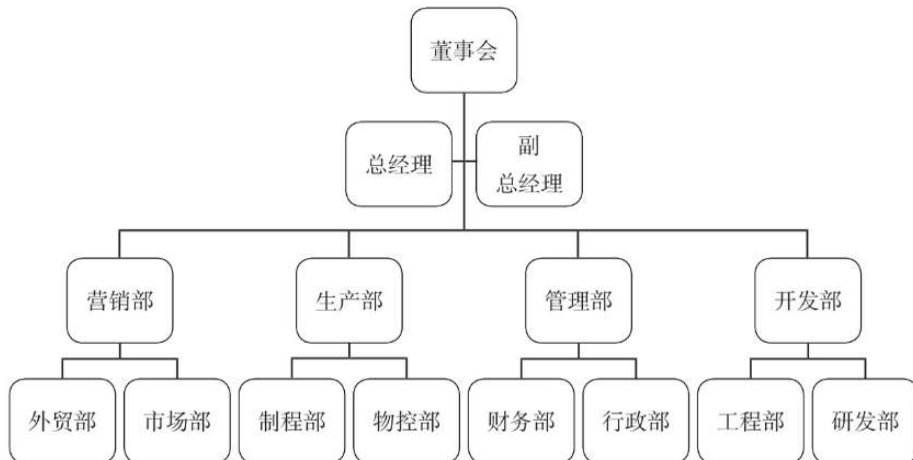 董事会
总经理
副
总经理
营销部
生产部
管理部
开发部
外贸部
市场部
制程部
物控部
财务部
行政部
工程部
研发部